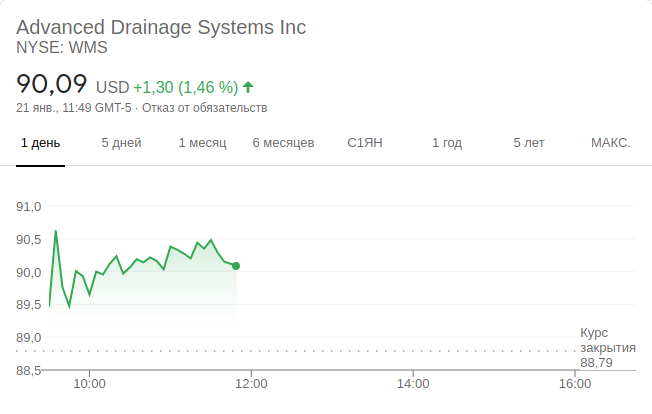 Advanced Drainage Systems Inc
NYSE: WMS
90,09 USD +1,30 (1,46 %)
21 янв., 11:49 GMT-5 · Отказ от обязательств
1 день 5 дней 1 месяц 6 месяцев С1ЯН 1 год 5 лет МАКС.
91,0
90,5
90,0
89,5
89,0
88,5
Курс
закрытия
88,79
10:00 12:00 14:00 16:00